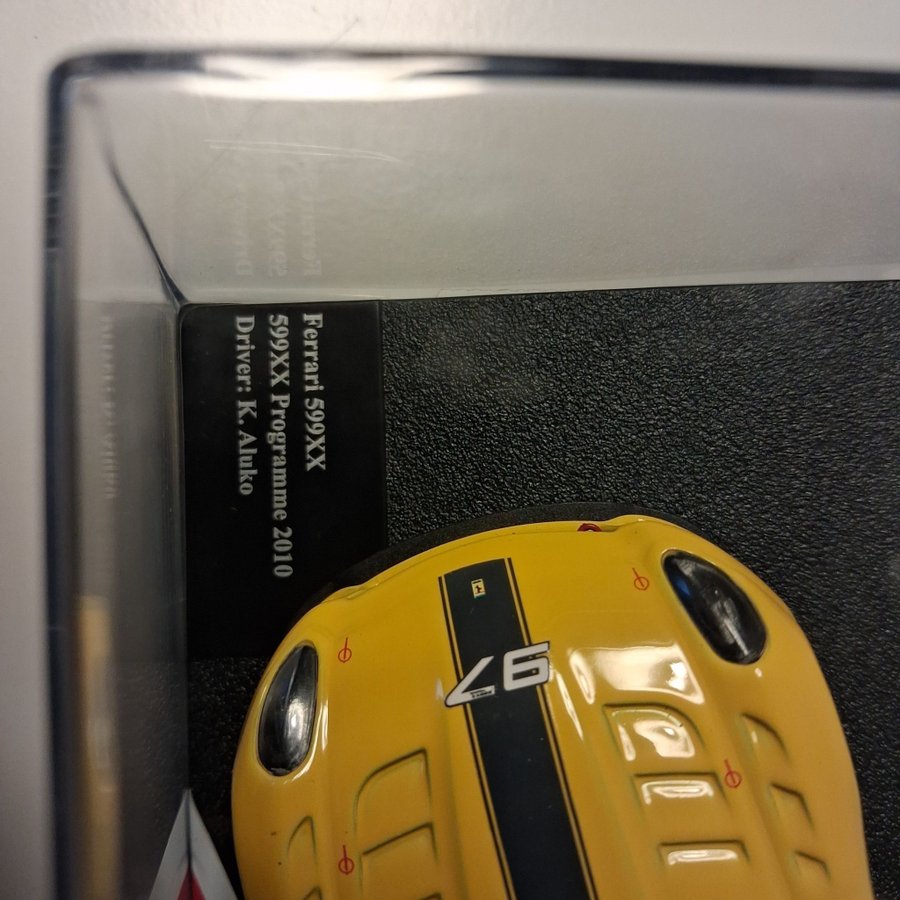 Ferrari 599XX
599XX Programme 2010
Driver: K. Aluko
97